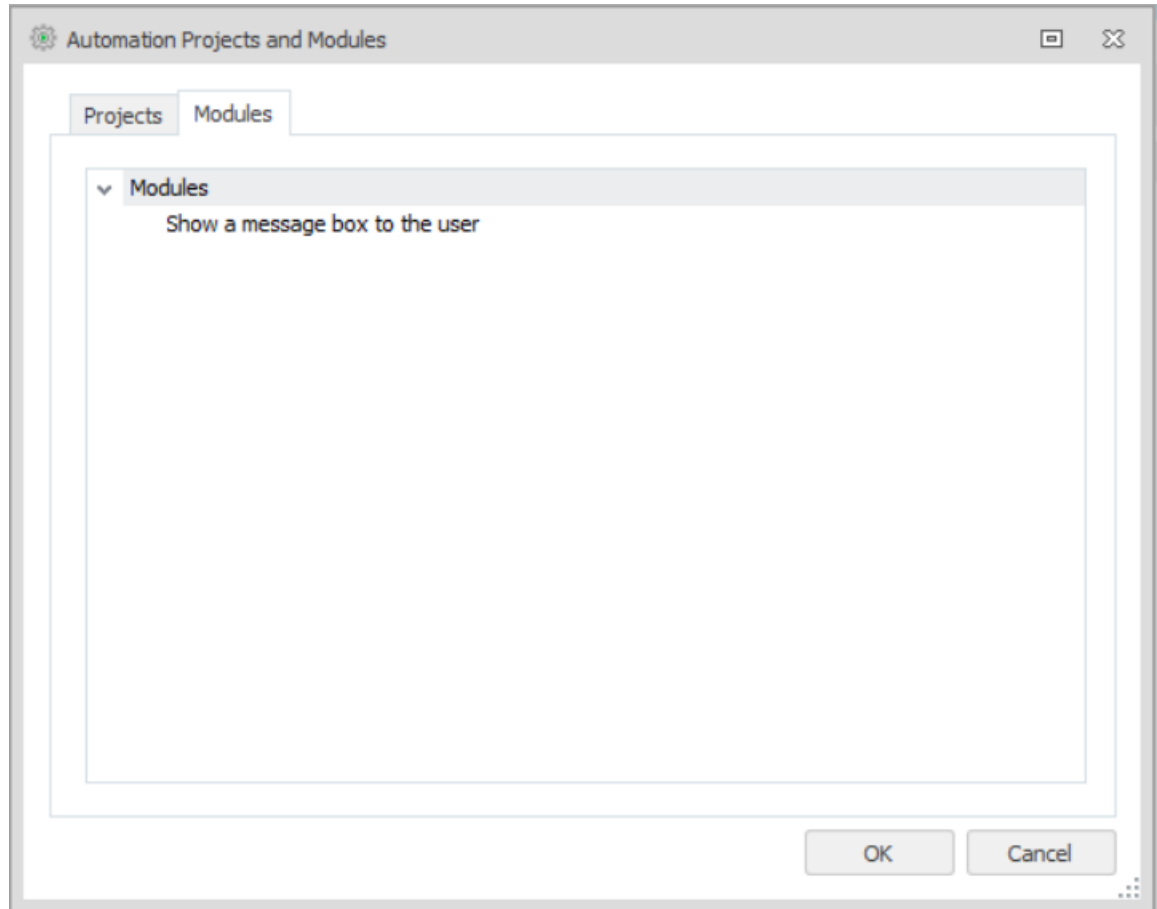 Automation Projects and Modules
Projects Modules
Modules
Show a message box to the user
OK Cancel